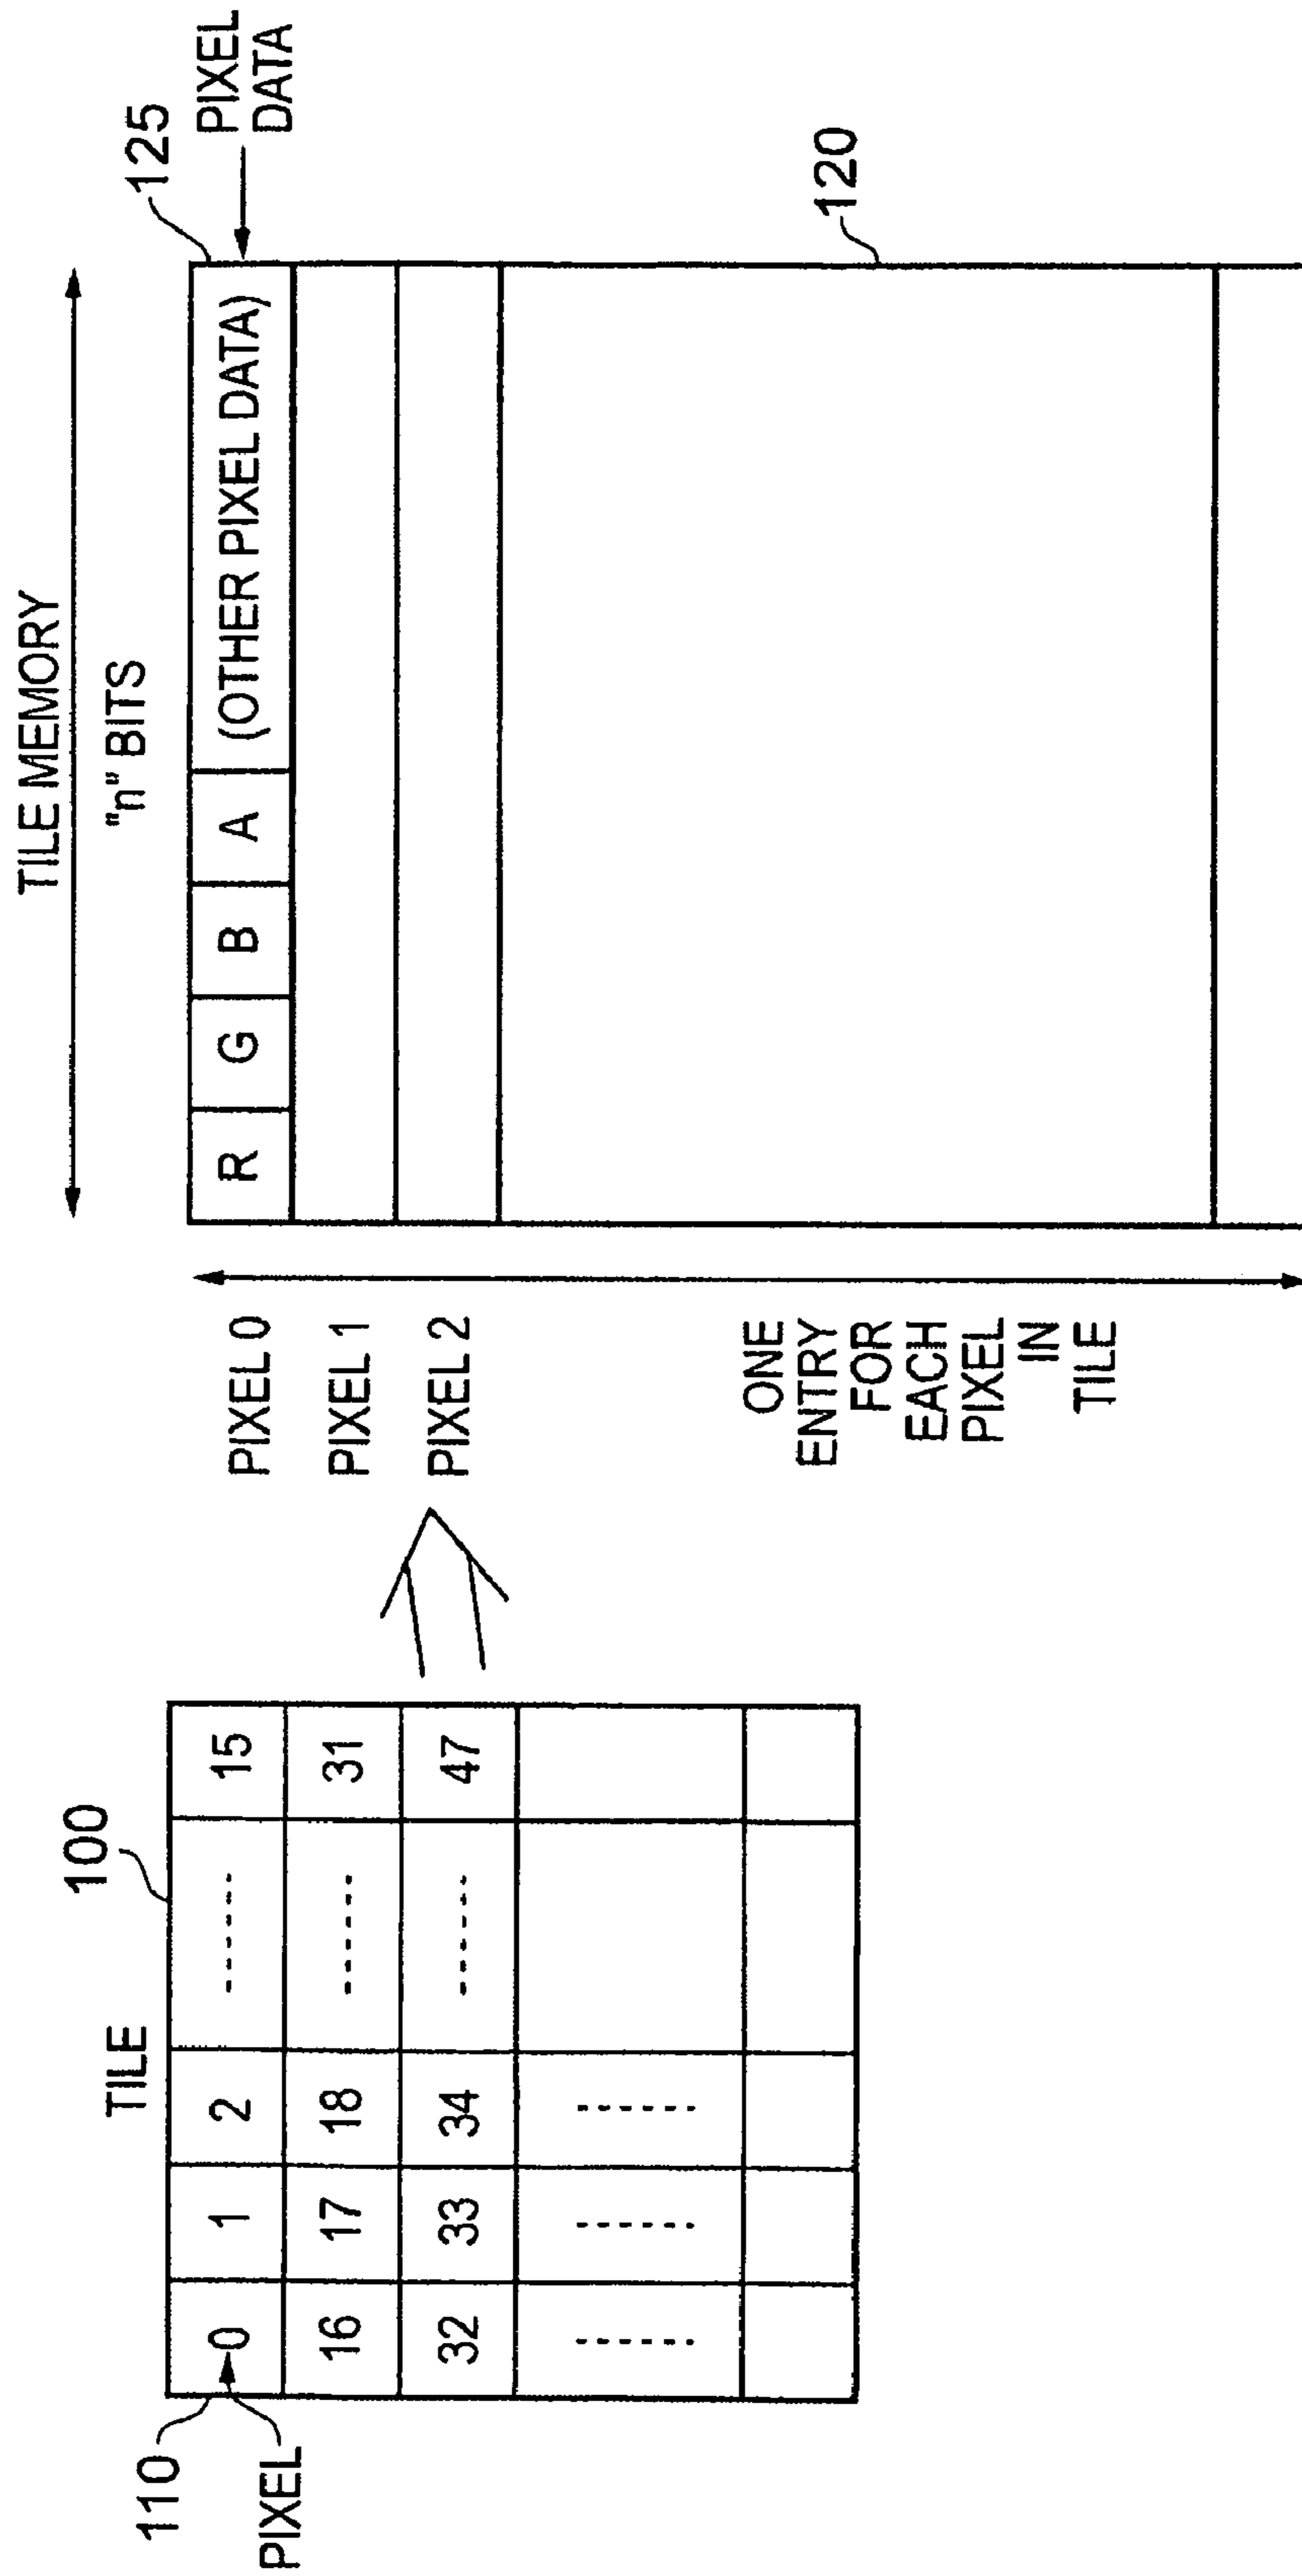 TILE
100
110
PIXEL
0 1 2 ------ 15
16 17 18 ------ 31
32 33 34 ------ 47
TILE MEMORY
"n" BITS
125
PIXEL
DATA
PIXEL 0
R G B A (OTHER PIXEL DATA)
PIXEL 1
PIXEL 2
120
ONE
ENTRY
FOR
EACH
PIXEL
IN
TILE